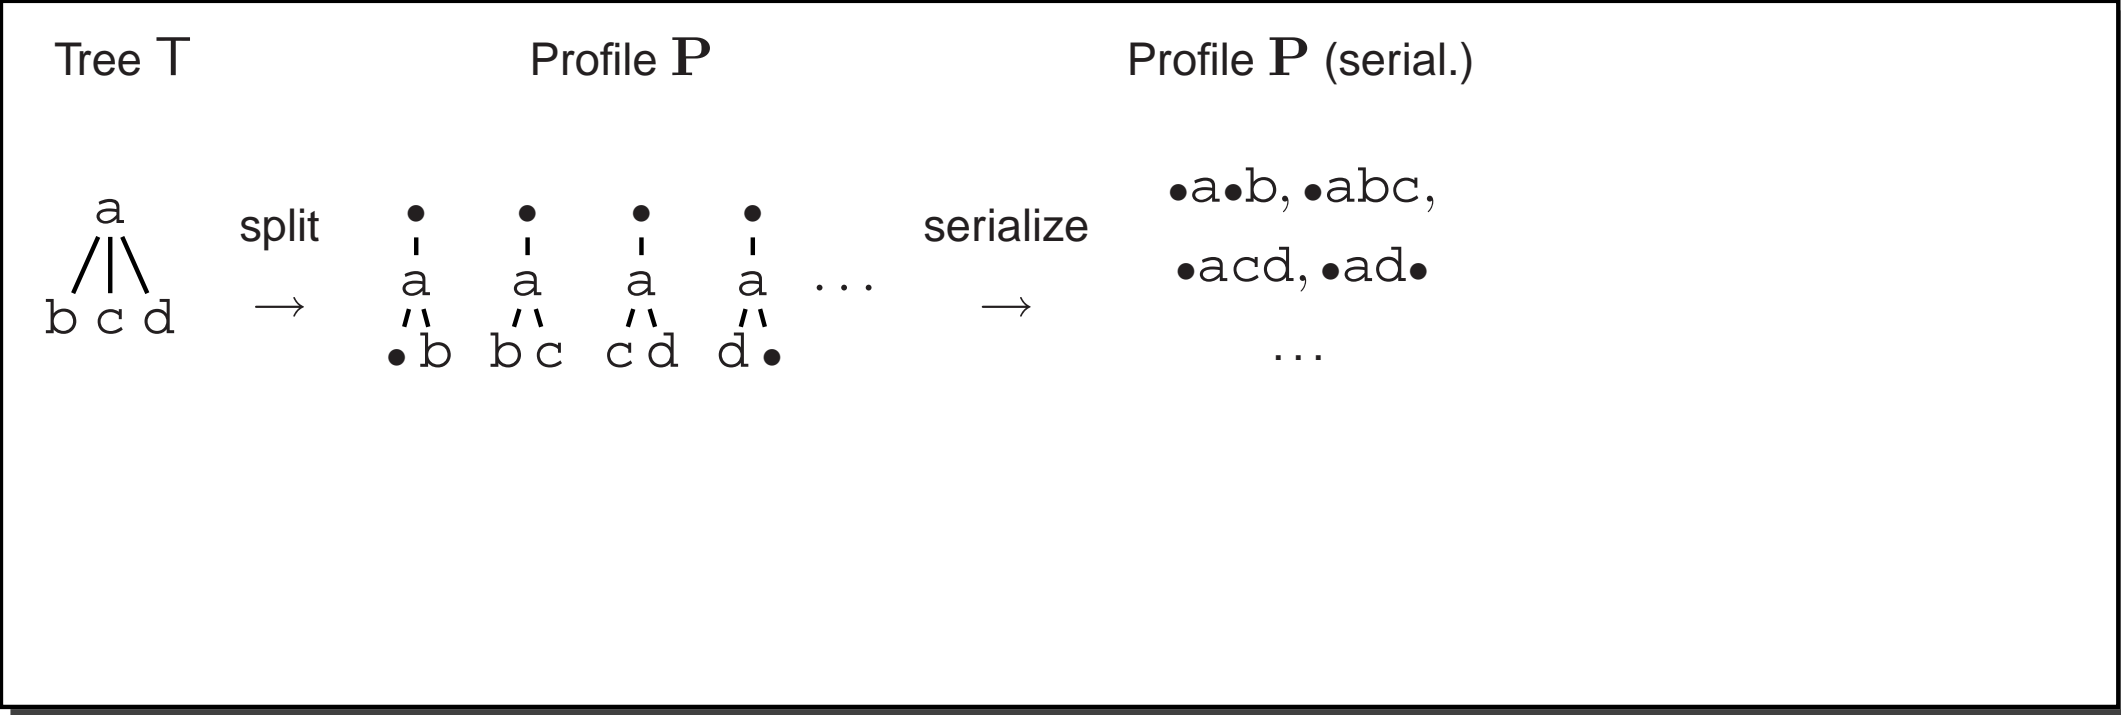 Tree T Profile P Profile P (serial.)
•a•b, •abc,
a split • • • • serialize
a a a a ...
•acd, •ad•
b c d → • b b c c d d • →
...